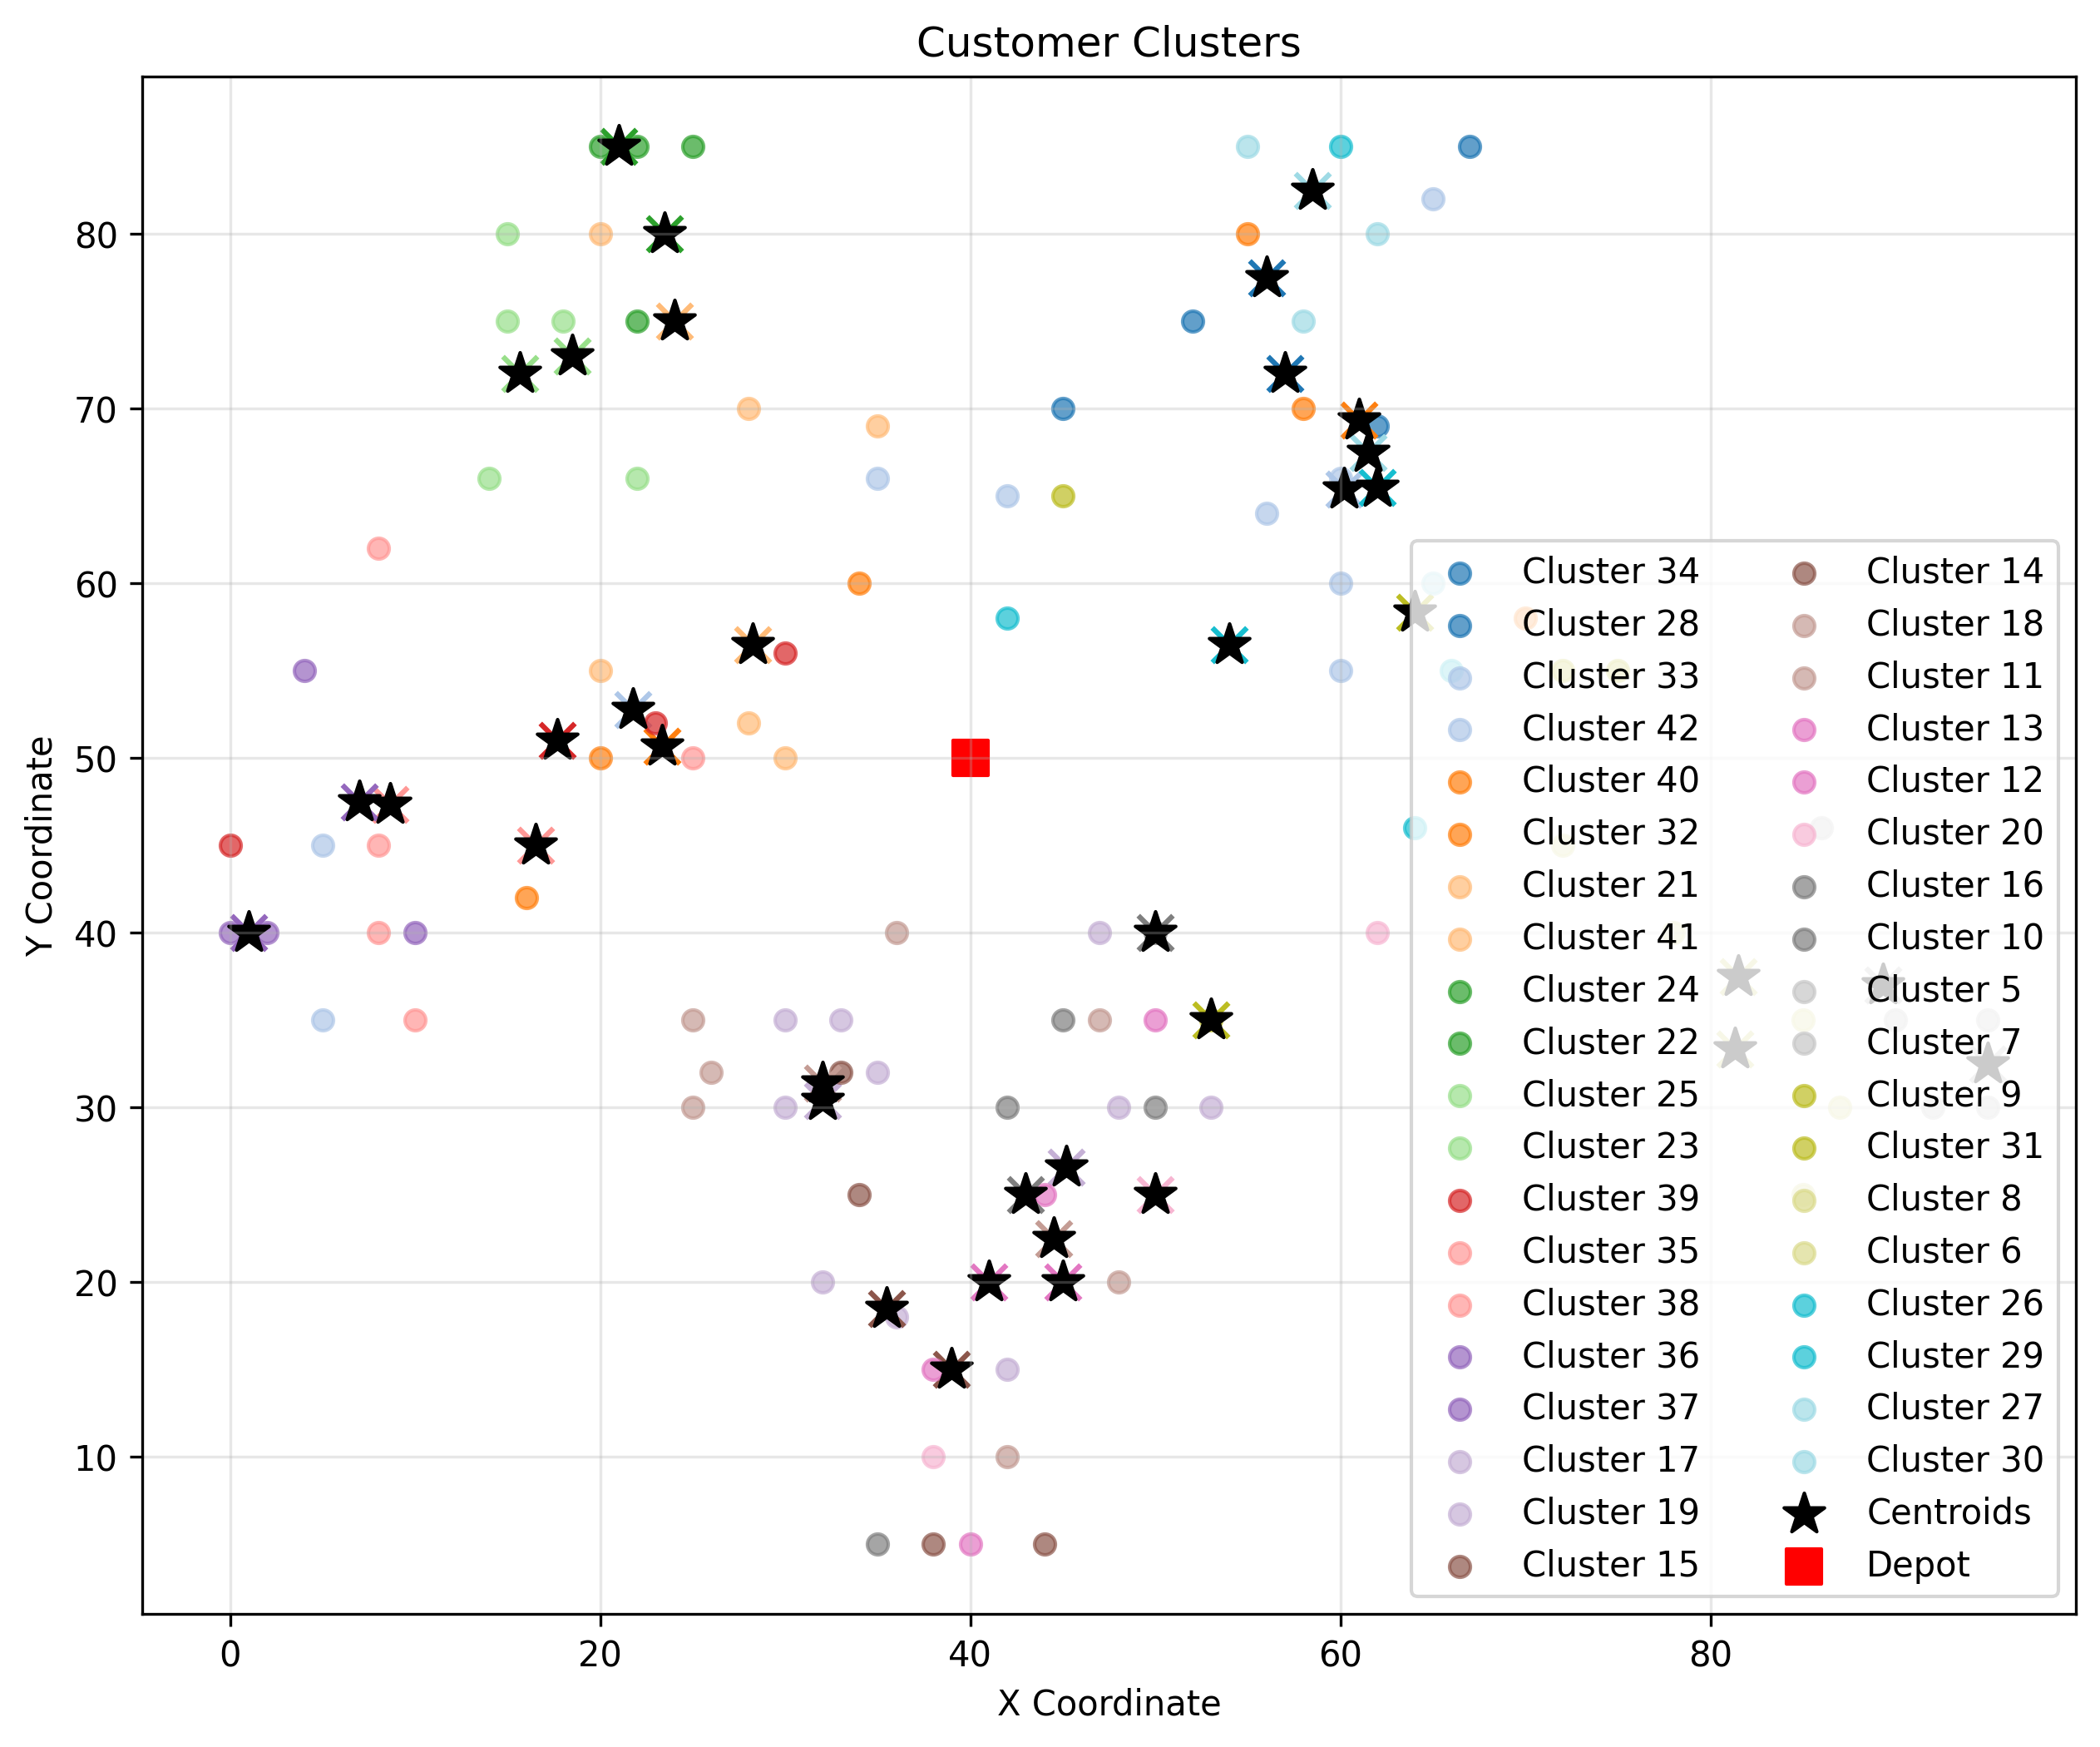 Customer Clusters
Y Coordinate
80
70
60
50
40
30
20
10
0
20
40
60
80
X Coordinate
Cluster 34
Cluster 28
Cluster 33
Cluster 42
Cluster 40
Cluster 32
Cluster 21
Cluster 41
Cluster 24
Cluster 22
Cluster 25
Cluster 23
Cluster 39
Cluster 35
Cluster 38
Cluster 36
Cluster 37
Cluster 17
Cluster 19
Cluster 15
Cluster 14
Cluster 18
Cluster 11
Cluster 13
Cluster 12
Cluster 20
Cluster 16
Cluster 10
Cluster 5
Cluster 7
Cluster 9
Cluster 31
Cluster 8
Cluster 6
Cluster 26
Cluster 29
Cluster 27
Cluster 30
Centroids
Depot